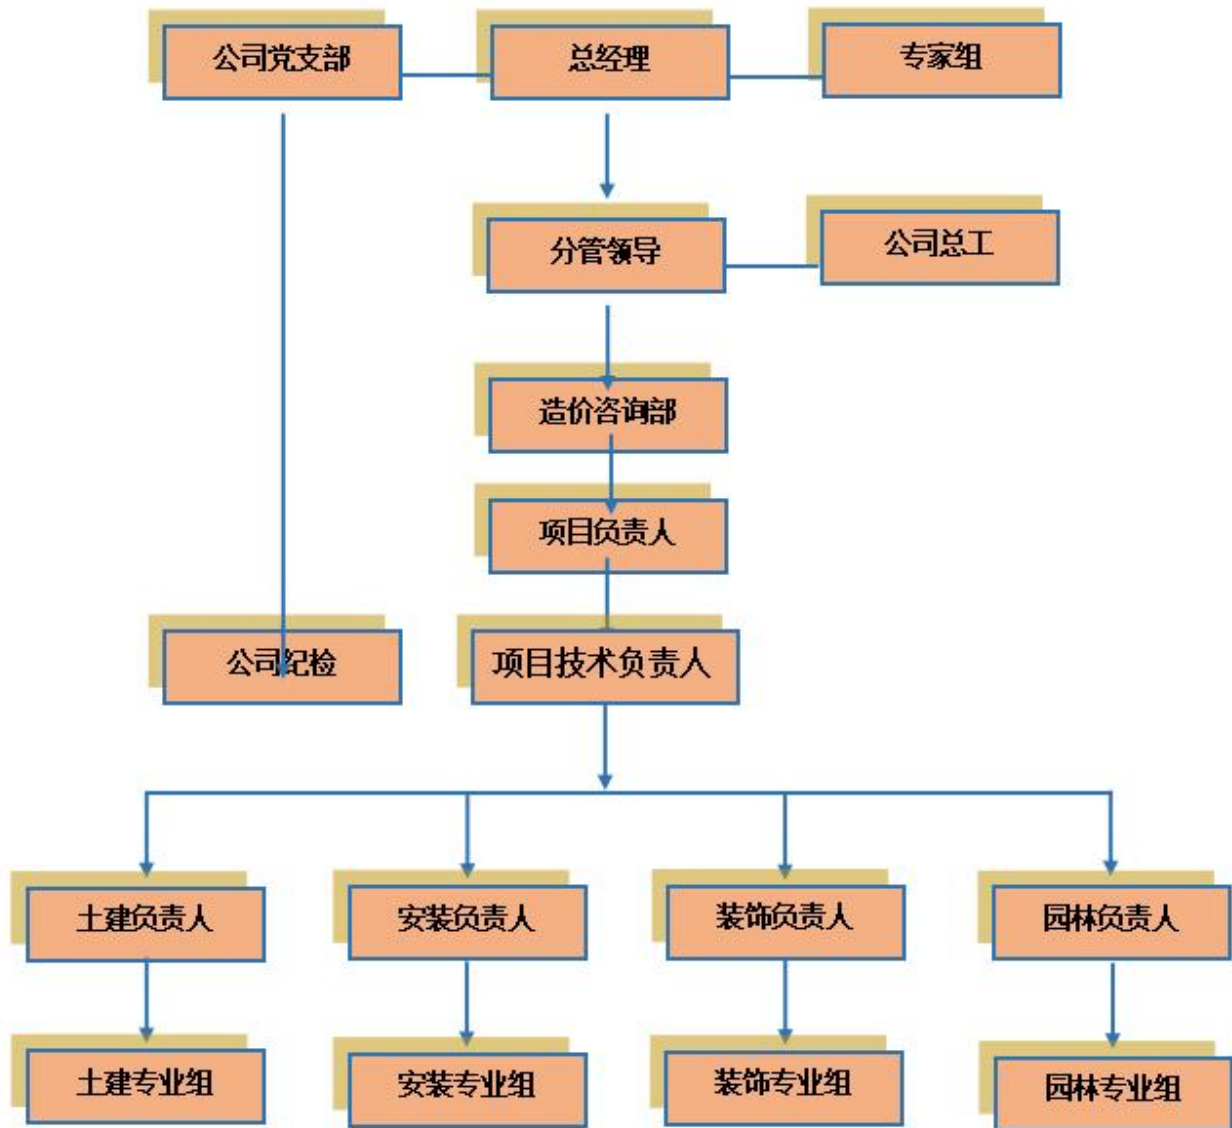 公司党支部
总经理
专家组
分管领导
公司总工
造价咨询部
项目负责人
公司纪检
项目技术负责人
土建负责人
安装负责人
装饰负责人
园林负责人
土建专业组
安装专业组
装饰专业组
园林专业组